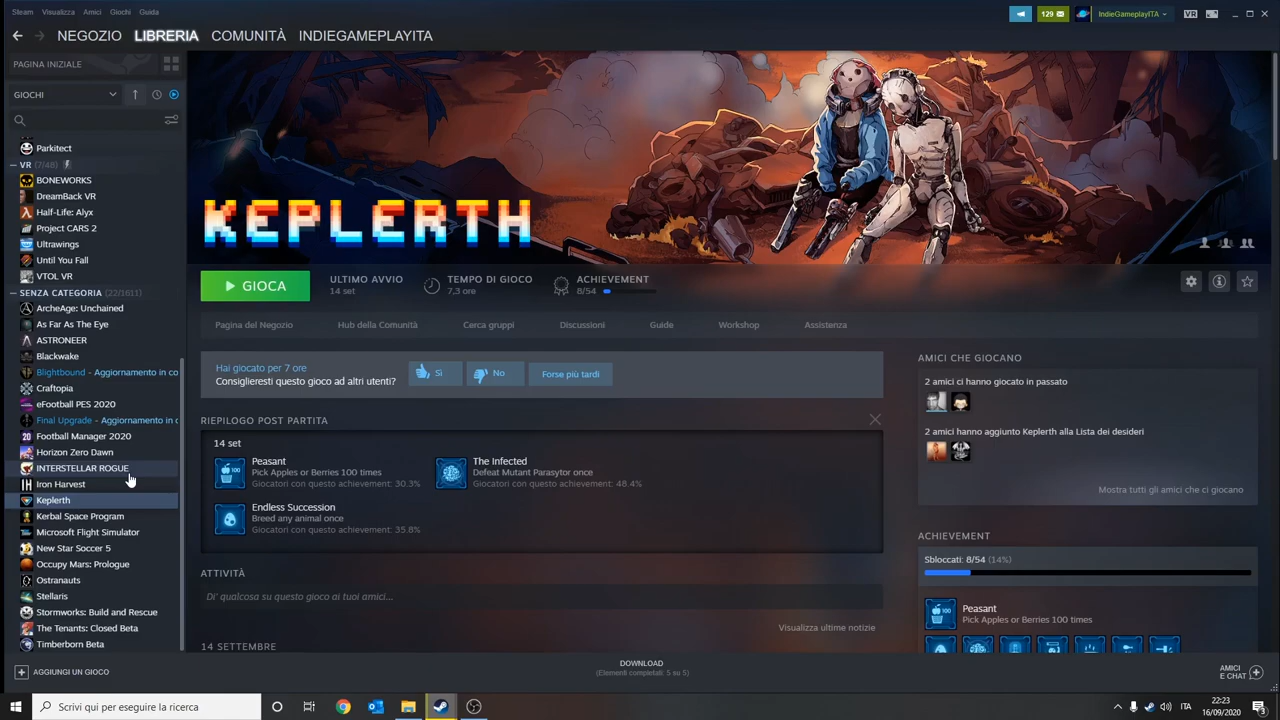 Steam Visualizza Amici Giochi Guida
129
IndieGameplayITA
VR
NEGOZIO LIBRERIA COMUNITÀ INDIEGAMEPLAYITA
PAGINA INIZIALE
GIOCHI
Parkitect
VR (7/48)
BONEWORKS
DreamBack VR
Half-Life: Alyx
Project CARS 2
Ultrawings
Until You Fall
VTOL VR
SENZA CATEGORIA (22/1611)
ArcheAge: Unchained
As Far As The Eye
ASTRONEER
Blackwake
Blightbound - Aggiornamento in co
Craftopia
eFootball PES 2020
Final Upgrade - Aggiornamento in c
20 Football Manager 2020
Horizon Zero Dawn
INTERSTELLAR ROGUE
Iron Harvest
Keplerth
Kerbal Space Program
Microsoft Flight Simulator
New Star Soccer 5
Occupy Mars: Prologue
Ostranauts
Stellaris
Stormworks: Build and Rescue
The Tenants: Closed Beta
Timberborn Beta
AGGIUNGI UN GIOCO
KEPLERTH
GIOCA
ULTIMO AVVIO
14 set
TEMPO DI GIOCO
7,3 ore
ACHIEVEMENT
8/54
Pagina del Negozio Hub della Comunità Cerca gruppi Discussioni Guide Workshop Assistenza
Hai giocato per 7 ore
Consiglieresti questo gioco ad altri utenti?
Sì
No
Forse più tardi
RIEPILOGO POST PARTITA
14 set
100
Peasant
Pick Apples or Berries 100 times
Giocatori con questo achievement: 30.3%
The Infected
Defeat Mutant Parasytor once
Giocatori con questo achievement: 48.4%
Endless Succession
Breed any animal once
Giocatori con questo achievement: 35.8%
ATTIVITÀ
Di' qualcosa su questo gioco ai tuoi amici...
Visualizza ultime notizie
14 SETTEMBRE
AMICI CHE GIOCANO
2 amici ci hanno giocato in passato
2 amici hanno aggiunto Keplerth alla Lista dei desideri
Mostra tutti gli amici che ci giocano
ACHIEVEMENT
Sbloccati: 8/54 (14%)
100
Peasant
Pick Apples or Berries 100 times
DOWNLOAD
(Elementi completati: 5 su 5)
AMICI
E CHAT
Scrivi qui per eseguire la ricerca
ITA
22:23
16/09/2020
3